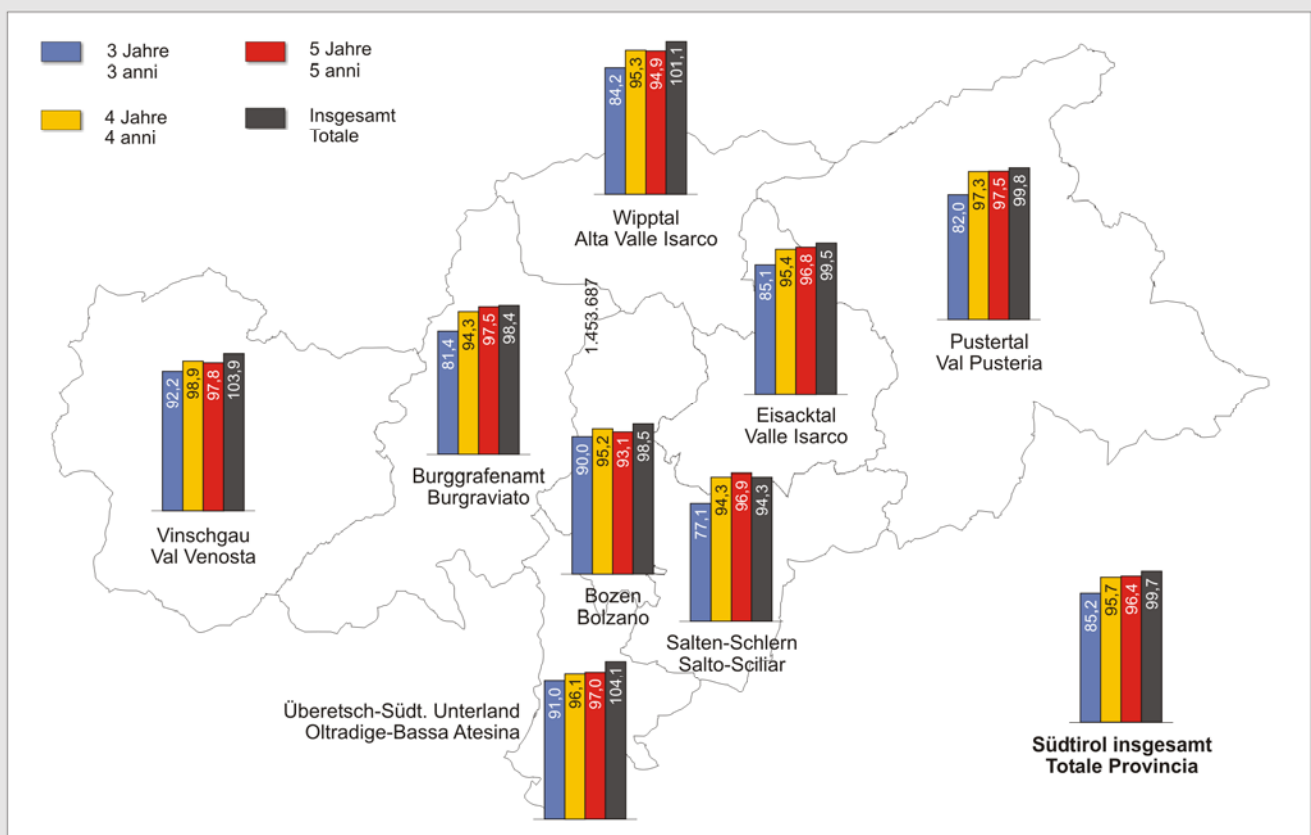 3 Jahre
3 anni
5 Jahre
5 anni
4 Jahre
4 anni
Insgesamt
Totale
84,2
95,3
94,9
101,1
Wipptal
Alta Valle Isarco
82,0
97,3
97,5
99,8
Pustertal
Val Pusteria
85,1
95,4
96,8
99,5
Eisacktal
Valle Isarco
1.453.687
81,4
94,3
97,5
98,4
Burggrafenamt
Burgraviato
92,2
98,9
97,8
103,9
Vinschgau
Val Venosta
90,0
95,2
93,1
98,5
Bozen
Bolzano
77,1
94,3
96,9
94,3
Salten-Schlern
Salto-Sciliar
91,0
96,1
97,0
104,1
Überetsch-Südt. Unterland
Oltradige-Bassa Atesina
85,2
95,7
96,4
99,7
Südtirol insgesamt
Totale Provincia